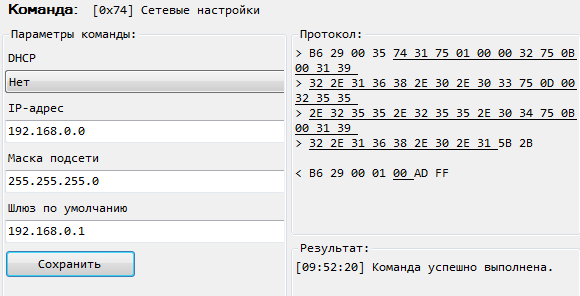 Команда: [0x74] Сетевые настройки
Параметры команды:
DHCP
Нет
IP-адрес
192.168.0.0
Маска подсети
255.255.255.0
Шлюз по умолчанию
192.168.0.1
Сохранить
Протокол:
> B6 29 00 35 74 31 75 01 00 00 32 75 0B
00 31 39
> 32 2E 31 36 38 2E 30 2E 30 33 75 0D 00
32 35 35
> 2E 32 35 35 2E 32 35 35 2E 30 34 75 0B
00 31 39
> 32 2E 31 36 38 2E 30 2E 31 5B 2B
< B6 29 00 01 00 AD FF
Результат:
[09:52:20] Команда успешно выполнена.